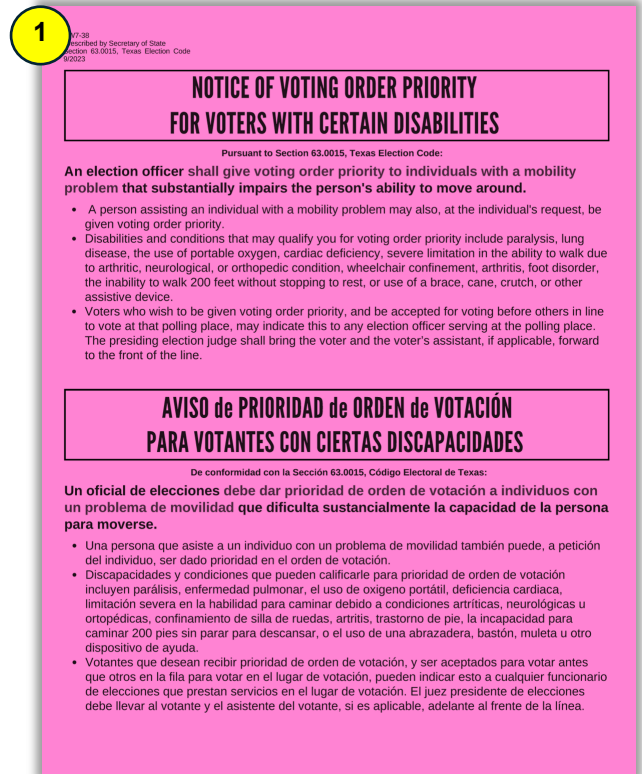 1
7-38
escribed by Secretary of State
ection 63.0015, Texas Election Code
9/2023
NOTICE OF VOTING ORDER PRIORITY
FOR VOTERS WITH CERTAIN DISABILITIES
Pursuant to Section 63.0015, Texas Election Code:
An election officer shall give voting order priority to individuals with a mobility
problem that substantially impairs the person's ability to move around.
• A person assisting an individual with a mobility problem may also, at the individual's request, be
given voting order priority.
• Disabilities and conditions that may qualify you for voting order priority include paralysis, lung
disease, the use of portable oxygen, cardiac deficiency, severe limitation in the ability to walk due
to arthritic, neurological, or orthopedic condition, wheelchair confinement, arthritis, foot disorder,
the inability to walk 200 feet without stopping to rest, or use of a brace, cane, crutch, or other
assistive device.
• Voters who wish to be given voting order priority, and be accepted for voting before others in line
to vote at that polling place, may indicate this to any election officer serving at the polling place.
The presiding election judge shall bring the voter and the voter's assistant, if applicable, forward
to the front of the line.
AVISO de PRIORIDAD de ORDEN de VOTACIÓN
PARA VOTANTES CON CIERTAS DISCAPACIDADES
De conformidad con la Sección 63.0015, Código Electoral de Texas:
Un oficial de elecciones debe dar prioridad de orden de votación a individuos con
un problema de movilidad que dificulta sustancialmente la capacidad de la persona
para moverse.
• Una persona que asiste a un individuo con un problema de movilidad también puede, a petición
del individuo, ser dado prioridad en el orden de votación.
• Discapacidades y condiciones que pueden calificarle para prioridad de orden de votación
incluyen parálisis, enfermedad pulmonar, el uso de oxigeno portátil, deficiencia cardiaca,
limitación severa en la habilidad para caminar debido a condiciones artríticas, neurológicas u
ortopédicas, confinamiento de silla de ruedas, artritis, trastorno de pie, la incapacidad para
caminar 200 pies sin parar para descansar, o el uso de una abrazadera, bastón, muleta u otro
dispositivo de ayuda.
• Votantes que desean recibir prioridad de orden de votación, y ser aceptados para votar antes
que otros en la fila para votar en el lugar de votación, pueden indicar esto a cualquier funcionario
de elecciones que prestan servicios en el lugar de votación. El juez presidente de elecciones
debe llevar al votante y el asistente del votante, si es aplicable, adelante al frente de la línea.